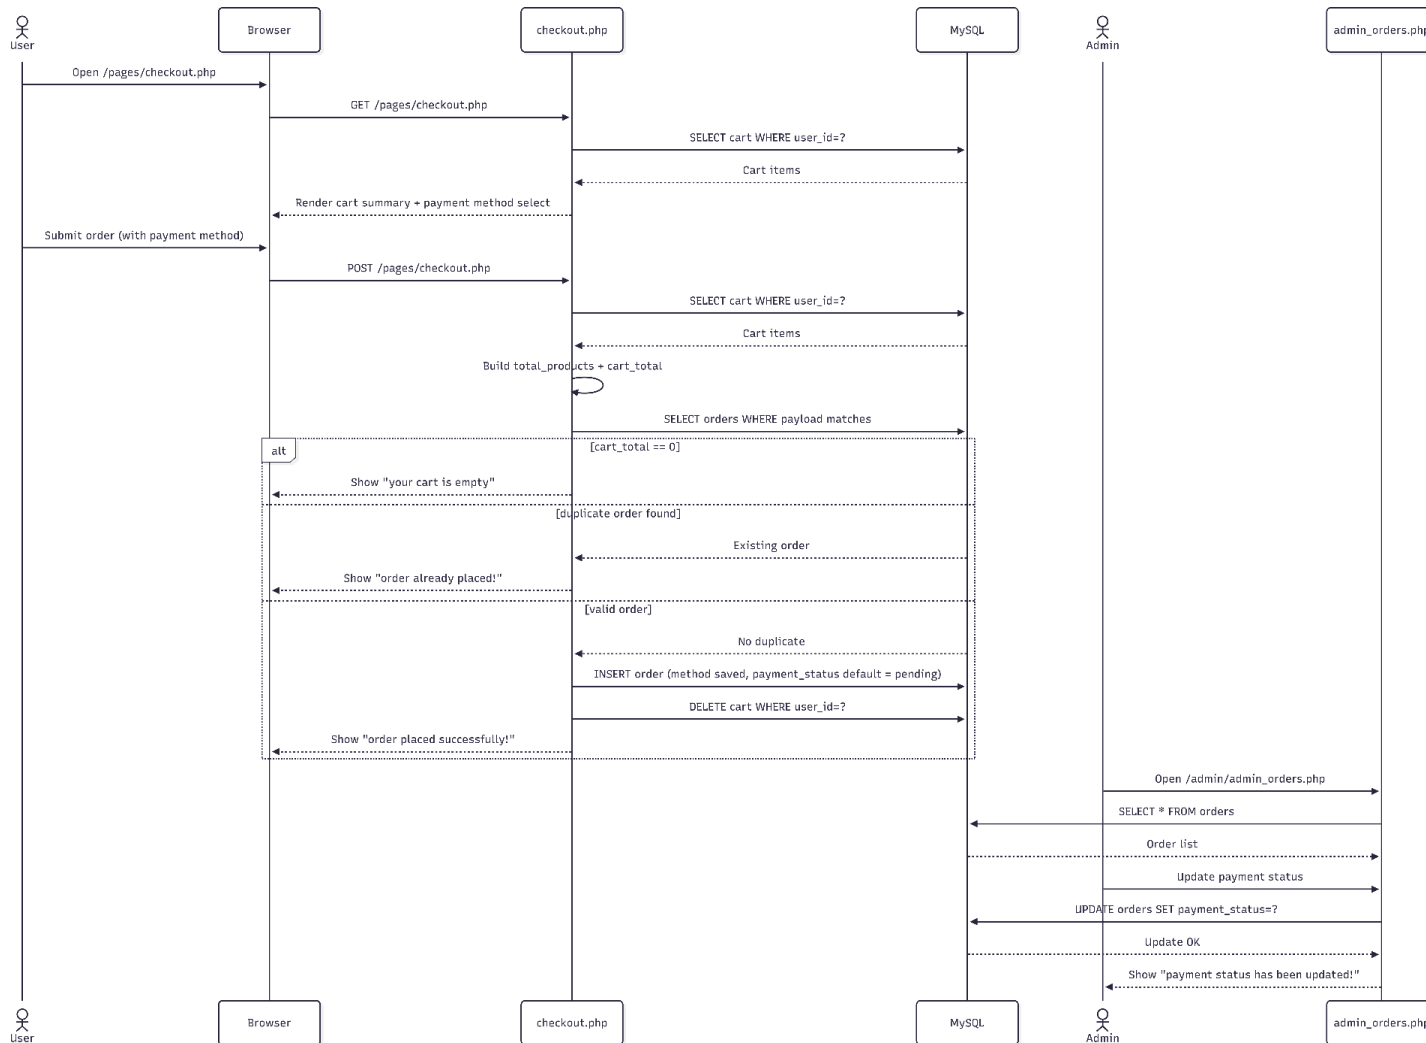 User
Browser
checkout.php
MySQL
Admin
admin_orders.php
Open /pages/checkout.php
GET /pages/checkout.php
SELECT cart WHERE user_id=?
Cart items
Render cart summary + payment method select
Submit order (with payment method)
POST /pages/checkout.php
SELECT cart WHERE user_id=?
Cart items
Build total_products + cart_total
SELECT orders WHERE payload matches
alt
[cart_total == 0]
Show "your cart is empty"
[duplicate order found]
Existing order
Show "order already placed!"
[valid order]
No duplicate
INSERT order (method saved, payment_status default = pending)
DELETE cart WHERE user_id=?
Show "order placed successfully!"
Open /admin/admin_orders.php
SELECT * FROM orders
Order list
Update payment status
UPDATE orders SET payment_status=?
Update OK
Show "payment status has been updated!"
User
Browser
checkout.php
MySQL
Admin
admin_orders.php